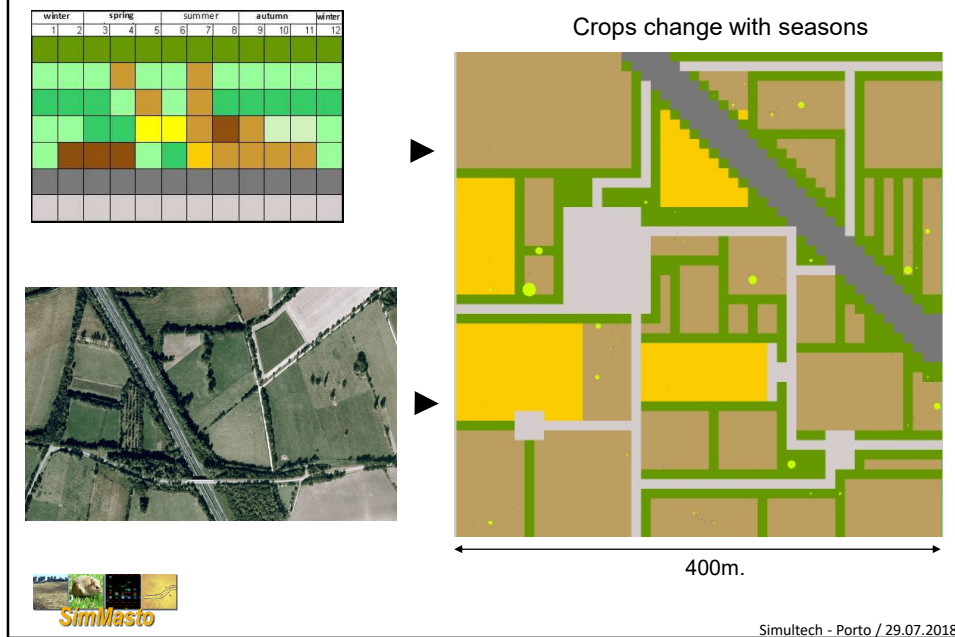 winter spring summer autumn winter
1 2 3 4 5 6 7 8 9 10 11 12
Crops change with seasons
400m.
SimMasto
Simultech - Porto / 29.07.2018